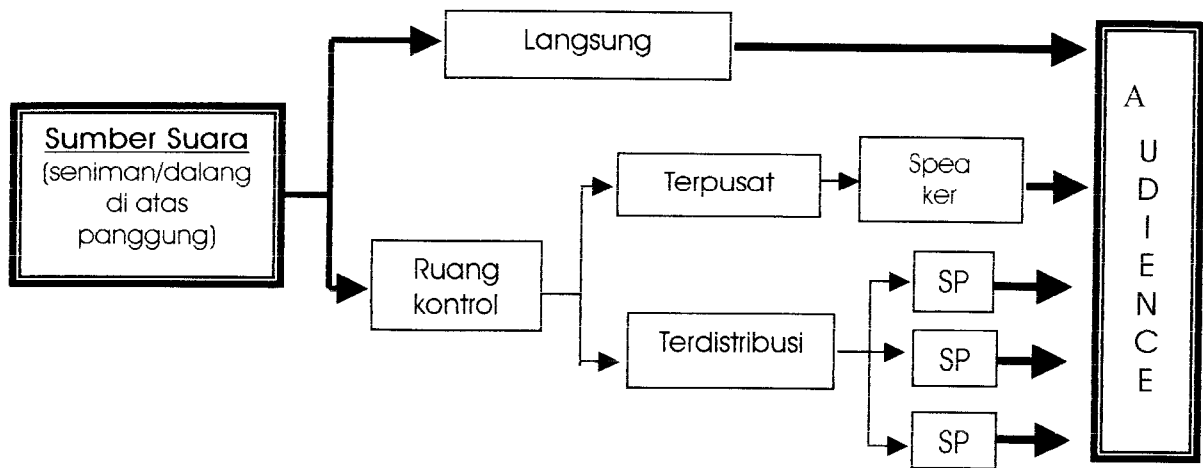 Langsung
Sumber Suara
(seniman/dalang
di atas
panggung)
Terpusat
Spea
ker
Ruang
kontrol
Terdistribusi
SP
SP
SP
A
U
D
I
E
N
C
E